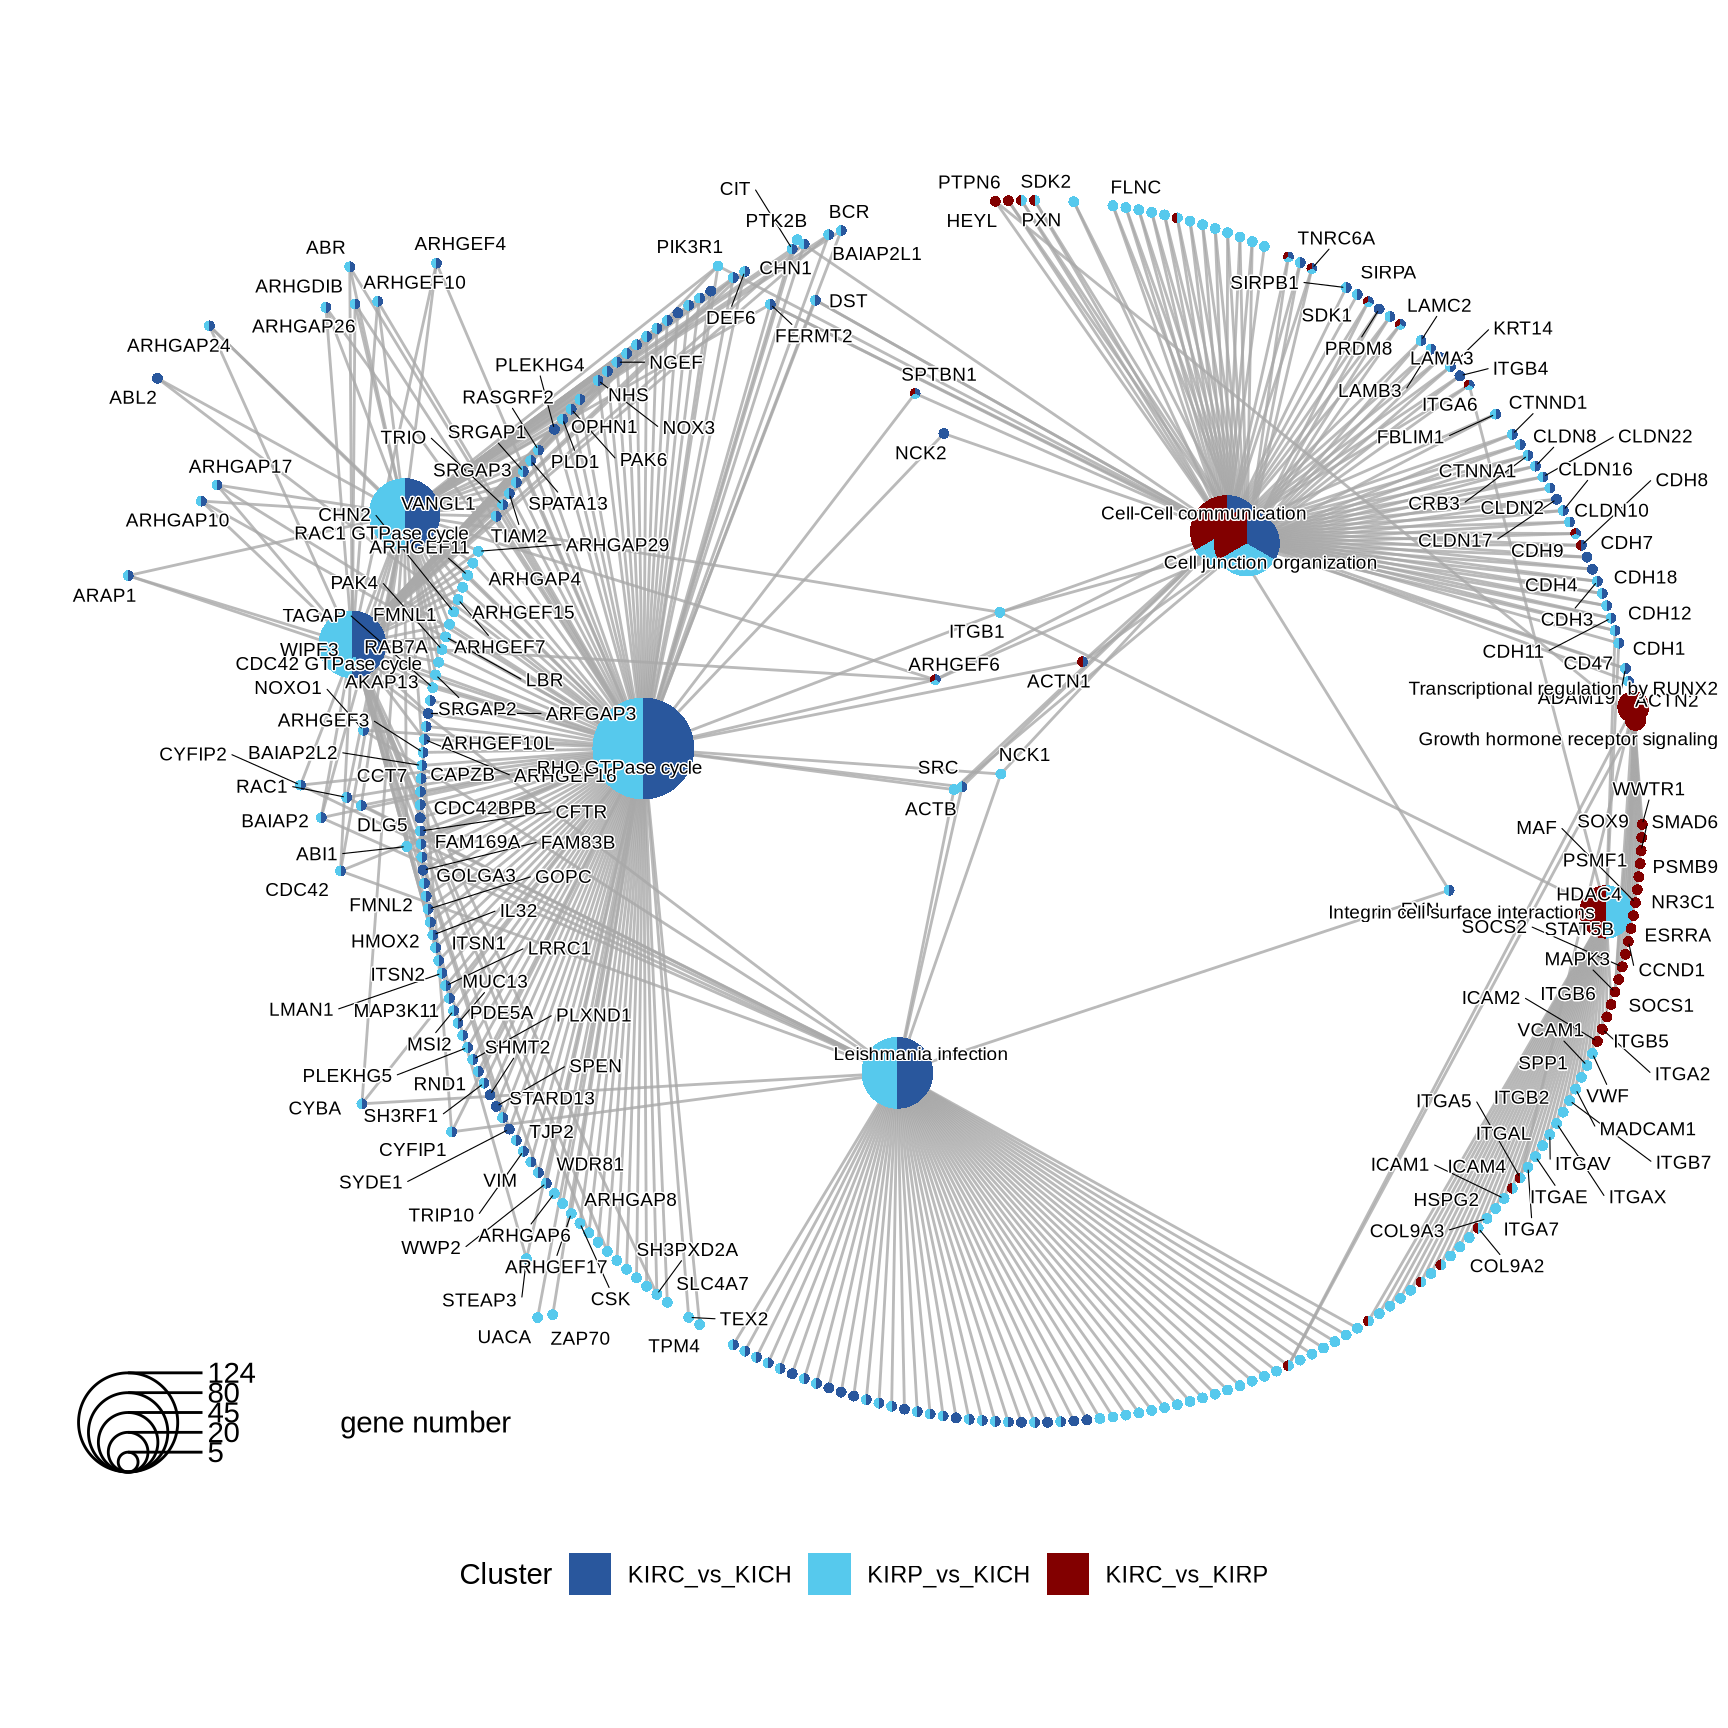 CIT
PTK2B
BCR
BAIAP2L1
PIK3R1
CHN1
DEF6
DST
FERMT2
ABR
ARHGEF4
ARHGDIB
ARHGEF10
ARHGAP26
ARHGAP24
ABL2
PTPN6
SDK2
HEYL
PXN
FLNC
TNRC6A
SIRPB1
SIRPA
SDK1
LAMC2
PRDM8
KRT14
LAMA3
LAMB3
ITGB4
ITGA6
CTNND1
FBLIM1
CLDN8
CLDN22
CTNNA1
CLDN16
CDH8
CRB3
CLDN2
CLDN10
CLDN17
CDH9
CDH7
CDH4
CDH18
CDH3
CDH12
CDH11
CDH1
CD47
PLEKHG4
NGEF
RASGRF2
NHS
NOX3
TRIO
SRGAP1
OPHN1
PAK6
SRGAP3
PLD1
SPATA13
SPTBN1
NCK2
ARHGAP17
ARHGAP10
VANGL1
CHN2
RAC1 GTPase cycle
TIAM2
ARHGEF11
ARHGAP29
ARAP1
PAK4
ARHGAP4
TAGAP
FMNL1
ARHGEF15
WIPF3
RAB7A
ARHGEF7
CDC42 GTPase cycle
AKAP13
LBR
NOXO1
SRGAP2
ARFGAP3
ARHGEF3
ARHGEF10L
CYFIP2
BAIAP2L2
CCT7
CAPZB
ARHGEF16
RHO GTPase cycle
RAC1
CDC42BPB
CFTR
BAIAP2
DLG5
FAM169A
FAM83B
ABI1
GOLGA3
GOPC
CDC42
FMNL2
IL32
HMOX2
ITSN1
LRRC1
ITSN2
MUC13
LMAN1
MAP3K11
PDE5A
PLXND1
MSI2
SHMT2
PLEKHG5
RND1
SPEN
CYBA
SH3RF1
STARD13
CYFIP1
TJP2
SYDE1
VIM
WDR81
TRIP10
ARHGAP8
WWP2
ARHGAP6
ARHGEF17
SH3PXD2A
STEAP3
CSK
SLC4A7
UACA
ZAP70
TPM4
TEX2
Cell-Cell communication
Cell junction organization
ITGB1
ARHGEF6
ACTN1
SRC
NCK1
ACTB
Leishmania infection
Transcriptional regulation by RUNX2
ADAM19
ACTN2
Growth hormone receptor signaling
WWTR1
MAF
SOX9
SMAD6
PSMF1
PSMB9
HDAC4
NR3C1
Integrin cell surface interactions
SOCS2
STAT5B
ESRRA
MAPK3
CCND1
ICAM2
ITGB6
SOCS1
VCAM1
ITGB5
SPP1
ITGA2
ITGA5
ITGB2
VWF
ITGAL
MADCAM1
ICAM1
ICAM4
ITGAV
ITGB7
HSPG2
ITGAE
ITGAX
COL9A3
ITGA7
COL9A2
124
80
45
20
5
gene number
Cluster
KIRC_vs_KICH
KIRP_vs_KICH
KIRC_vs_KIRP